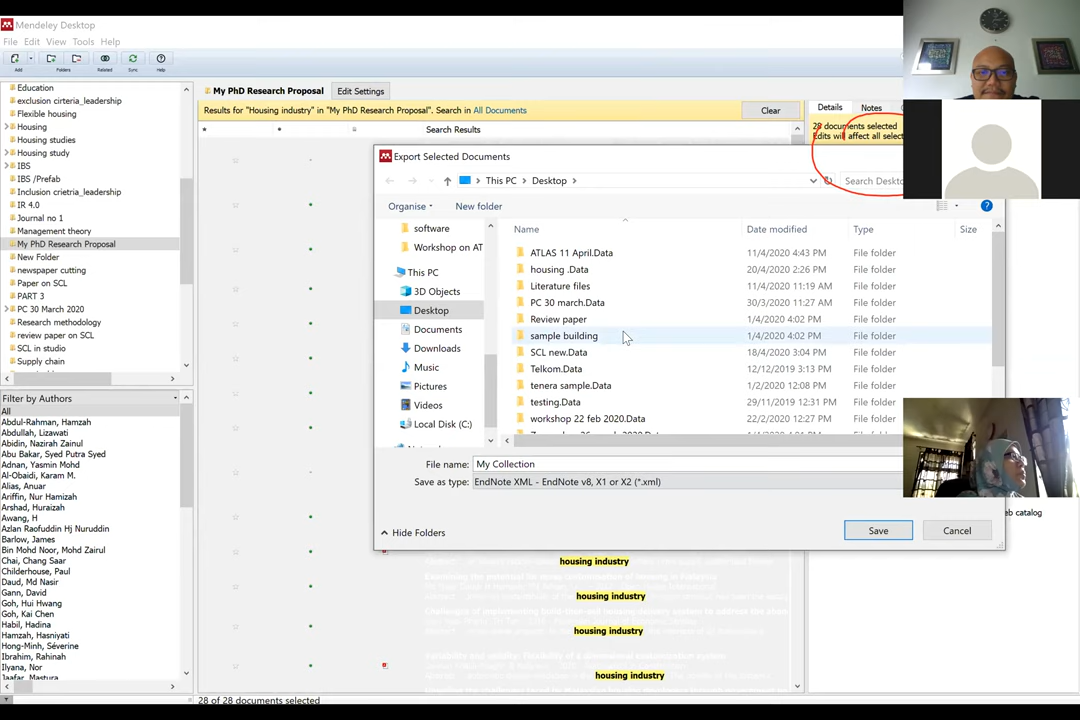 Mendeley Desktop
File Edit View Tools Help
Add
Folders
Related
Sync
Help
Education
exclusion cirteria_leadership
Flexible housing
Housing
Housing studies
Housing study
IBS
IBS /Prefab
Inclusion crietria_leadership
IR 4.0
Journal no 1
Management theory
My PhD Research Proposal
New Folder
newspaper cutting
Paper on SCL
PART 3
PC 30 March 2020
Research methodology
review paper on SCL
SCL in studio
Supply chain
Filter by Authors
All
Abdul-Rahman, Hamzah
Abdullah, Lizawati
Abidin, Nazirah Zainul
Abu Bakar, Syed Putra Syed
Adnan, Yasmin Mohd
Al-Obaidi, Karam M.
Alias, Anuar
Ariffin, Nur Hamizah
Arshad, Huraizah
Awang, H
Azlan Raofuddin Hj Nuruddin
Barlow, James
Bin Mohd Noor, Mohd Zairul
Chai, Chang Saar
Childerhouse, Paul
Daud, Md Nasir
Gann, David
Goh, Hui Hwang
Goh, Kai Chen
Habil, Hadina
Hamzah, Hasniyati
Hong-Minh, Séverine
Ibrahim, Rahinah
Ilyana, Nor
Jaafar, Mastura
My PhD Research Proposal
Edit Settings
Results for "Housing industry" in "My PhD Research Proposal". Search in All Documents
Clear
Search Results
Details
Notes
28 documents selected
Edits will affect all select
Export Selected Documents
This PC
Desktop
Search Deskto
Organise
New folder
software
Workshop on AT
This PC
3D Objects
Desktop
Documents
Downloads
Music
Pictures
Videos
Local Disk (C:)
Name Date modified Type Size
ATLAS 11 April.Data 11/4/2020 4:43 PM File folder
housing .Data 20/4/2020 2:26 PM File folder
Literature files 11/4/2020 11:19 AM File folder
PC 30 march.Data 30/3/2020 11:27 AM File folder
Review paper 1/4/2020 4:02 PM File folder
sample building 1/4/2020 4:02 PM File folder
SCL new.Data 18/4/2020 3:04 PM File folder
Telkom.Data 12/12/2019 3:13 PM File folder
tenera sample.Data 1/2/2020 12:08 PM File folder
testing.Data 29/11/2019 12:31 PM File folder
workshop 22 feb 2020.Data 22/2/2020 12:27 PM File folder
File name: My Collection
Save as type: EndNote XML - EndNote v8, X1 or X2 (*.xml)
Hide Folders
Save
Cancel
eb catalog
housing industry
housing industry
housing industry
housing industry
28 of 28 documents selected